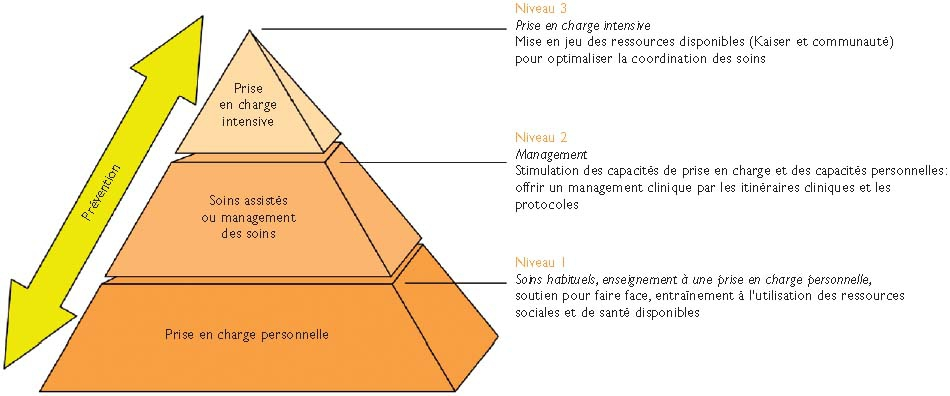 Niveau 3
Prise en charge intensive
Mise en jeu des ressources disponibles (Kaiser et communauté)
pour optimaliser la coordination des soins
Prise
en charge
intensive
Niveau 2
Management
Stimulation des capacités de prise en charge et des capacités personnelles:
offrir un management clinique par les itinéraires cliniques et les
protocoles
Prévention
Soins assistés
ou management
des soins
Niveau 1
Soins habituels, enseignement à une prise en charge personnelle,
soutien pour faire face, entraînement à l'utilisation des ressources
sociales et de santé disponibles
Prise en charge personnelle